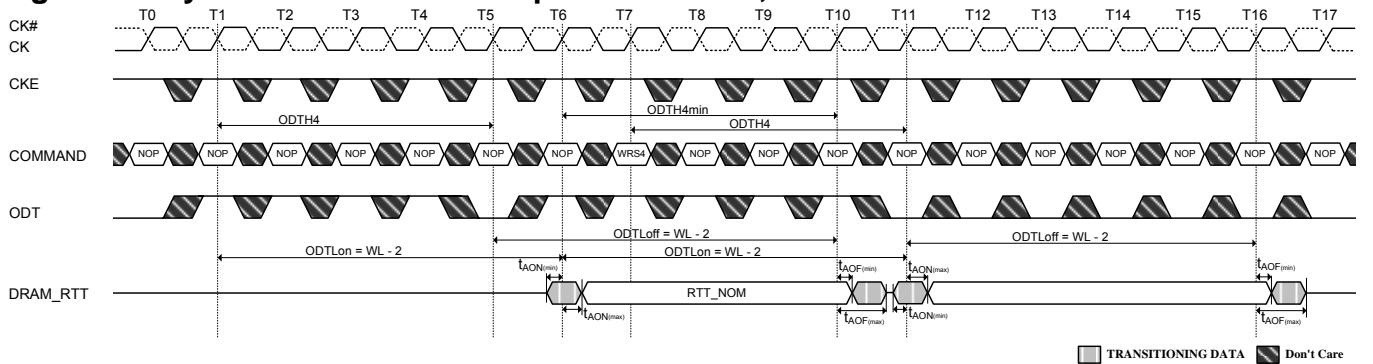 T0 T1 T2 T3 T4 T5 T6 T7 T8 T9 T10 T11 T12 T13 T14 T15 T16 T17
CK#
CK
CKE
ODTH4 ODTH4min
ODTH4
COMMAND NOP NOP NOP NOP NOP NOP NOP WRS4 NOP NOP NOP NOP NOP NOP NOP NOP NOP NOP
ODT
ODTLoff = WL - 2 ODTLoff = WL - 2
ODTLon = WL - 2 ODTLon = WL - 2
tAON(min) tAOF(min) tAON(max) tAOF(min)
DRAM_RTT RTT_NOM
tAON(max) tAOF(max) tAON(min) tAOF(max)
TRANSITIONING DATA Don't Care